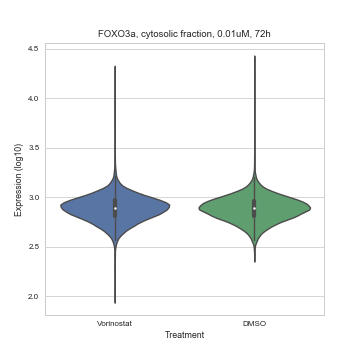 FOXO3a, cytosolic fraction, 0.01uM, 72h
4.5
4.0
3.5
3.0
2.5
2.0
Expression (log10)
Vorinostat
DMSO
Treatment